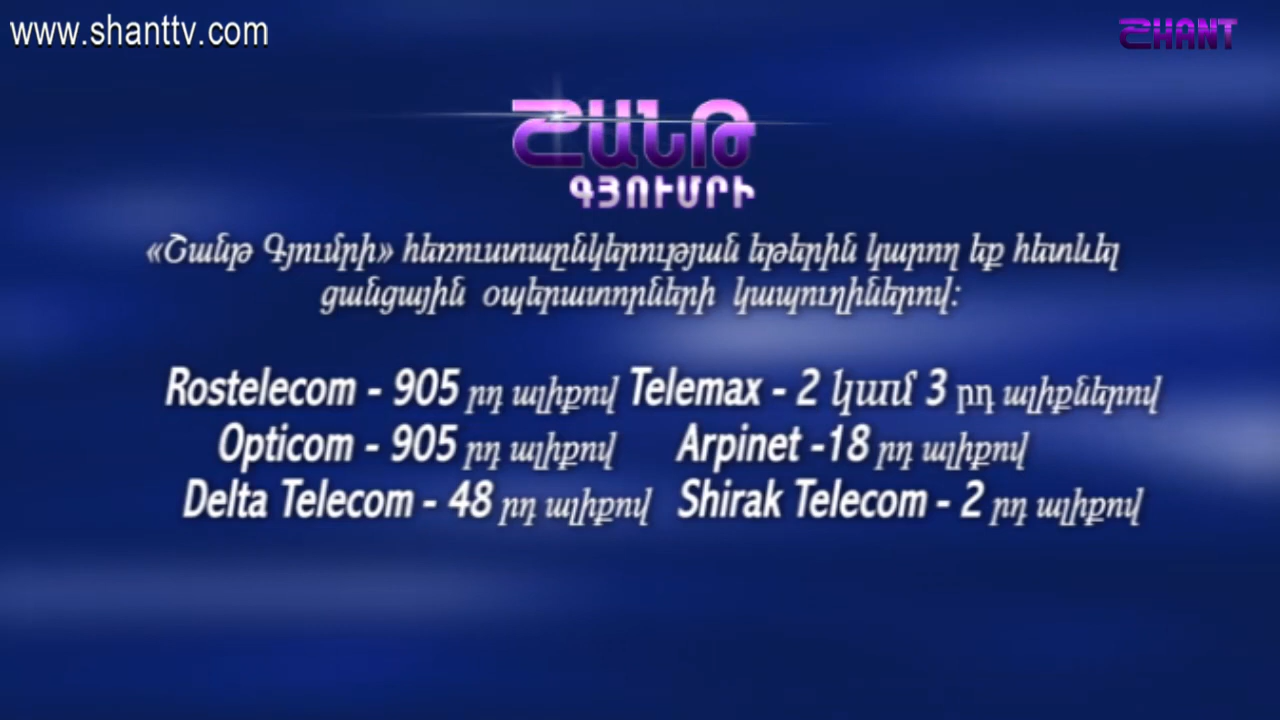 www.shanttv.com
SHANT
ՇԱՆԹ
ԳՅՈՒՄՐԻ
«Շանթ Գյումրի» հեռուստաընկերության եթերին կարող եք հետևել
ցանցային օպերատորների կապուղիներով:
Rostelecom - 905 րդ ալիքով Telemax - 2 կամ 3 րդ ալիքներով
Opticom - 905 րդ ալիքով Arpinet -18 րդ ալիքով
Delta Telecom - 48 րդ ալիքով Shirak Telecom - 2 րդ ալիքով